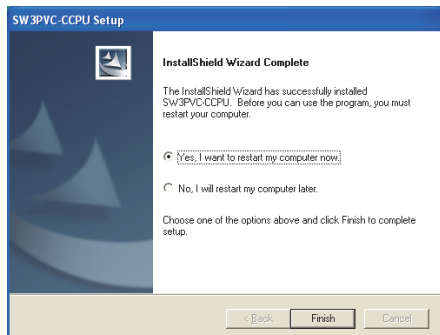 SW3PVC-CCPU Setup
InstallShield Wizard Complete
The InstallShield Wizard has successfully installed
SW3PVC-CCPU. Before you can use the program, you must
restart your computer.
Yes, I want to restart my computer now.
No, I will restart my computer later.
Choose one of the options above and click Finish to complete
setup.
< Back Finish Cancel